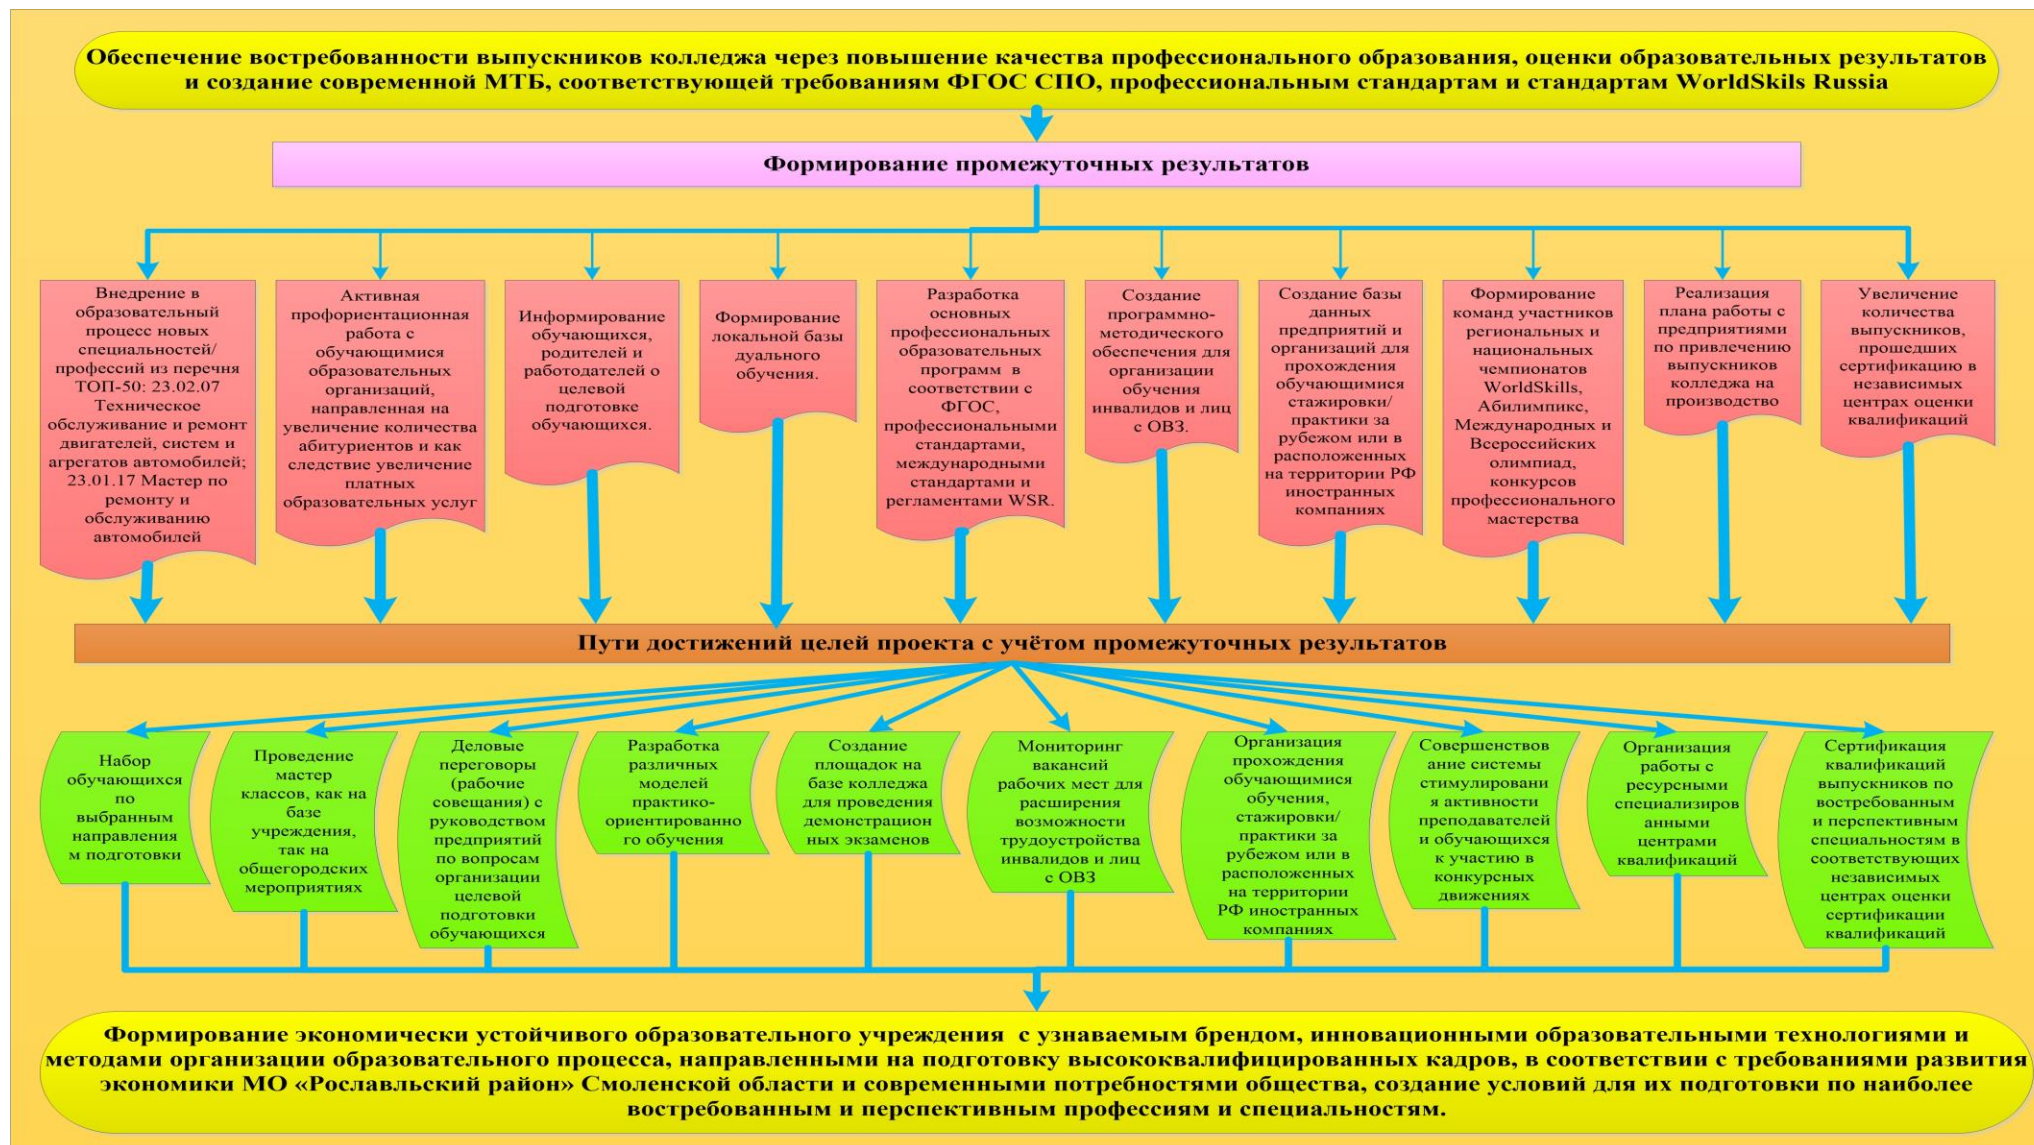 Обеспечение востребованности выпускников колледжа через повышение качества профессионального образования, оценки образовательных результатов
и создание современной МТБ, соответствующей требованиям ФГОС СПО, профессиональным стандартам и стандартам WorldSkils Russia
Формирование промежуточных результатов
Внедрение в
образовательный
процесс новых
специальностей/
профессий из перечня
ТОП-50: 23.02.07
Техническое
обслуживание и ремонт
двигателей, систем и
агрегатов автомобилей;
23.01.17 Мастер по
ремонту и
обслуживанию
автомобилей
Активная
профориентационная
работа с
обучающимися
образовательных
организаций,
направленная на
увеличение количества
абитуриентов и как
следствие увеличение
платных
образовательных услуг
Информирование
обучающихся,
родителей и
работодателей о
целевой
подготовке
обучающихся.
Формирование
локальной базы
дуального
обучения.
Разработка
основных
профессиональных
образовательных
программ в
соответствии с
ФГОС,
профессиональными
стандартами,
международными
стандартами и
регламентами WSR.
Создание
программно-
методического
обеспечения для
организации
обучения
инвалидов и лиц
с ОВЗ.
Создание базы
данных
предприятий и
организаций для
прохождения
обучающимися
стажировки/
практики за
рубежом или в
расположенных
на территории РФ
иностранных
компаниях
Формирование
команд участников
региональных и
национальных
чемпионатов
WorldSkills,
Абилимпикс,
Международных и
Всероссийских
олимпиад,
конкурсов
профессионального
мастерства
Реализация
плана работы с
предприятиями
по привлечению
выпускников
колледжа на
производство
Увеличение
количества
выпускников,
прошедших
сертификацию в
независимых
центрах оценки
квалификаций
Пути достижений целей проекта с учётом промежуточных результатов
Набор
обучающихся
по
выбранным
направления
м подготовки
Проведение
мастер
классов, как на
базе
учреждения,
так на
общегородских
мероприятиях
Деловые
переговоры
(рабочие
совещания) с
руководством
предприятий
по вопросам
организации
целевой
подготовки
обучающихся
Разработка
различных
моделей
практико-
ориентированно
го обучения
Создание
площадок на
базе колледжа
для проведения
демонстрацион
ных экзаменов
Мониторинг
вакансий
рабочих мест для
расширения
возможности
трудоустройства
инвалидов и лиц
с ОВЗ
Организация
прохождения
обучающимися
обучения,
стажировки/
практики за
рубежом или в
расположенных
на территории
РФ иностранных
компаниях
Совершенствов
ание системы
стимулировани
я активности
преподавателей
и обучающихся
к участию в
конкурсных
движениях
Организация
работы с
ресурсными
специализиров
анными
центрами
квалификаций
Сертификация
квалификаций
выпускников по
востребованным
и перспективным
специальностям в
соответствующих
независимых
центрах оценки
сертификации
квалификаций
Формирование экономически устойчивого образовательного учреждения с узнаваемым брендом, инновационными образовательными технологиями и
методами организации образовательного процесса, направленными на подготовку высококвалифицированных кадров, в соответствии с требованиями развития
экономики МО «Рославльский район» Смоленской области и современными потребностями общества, создание условий для их подготовки по наиболее
востребованным и перспективным профессиям и специальностям.